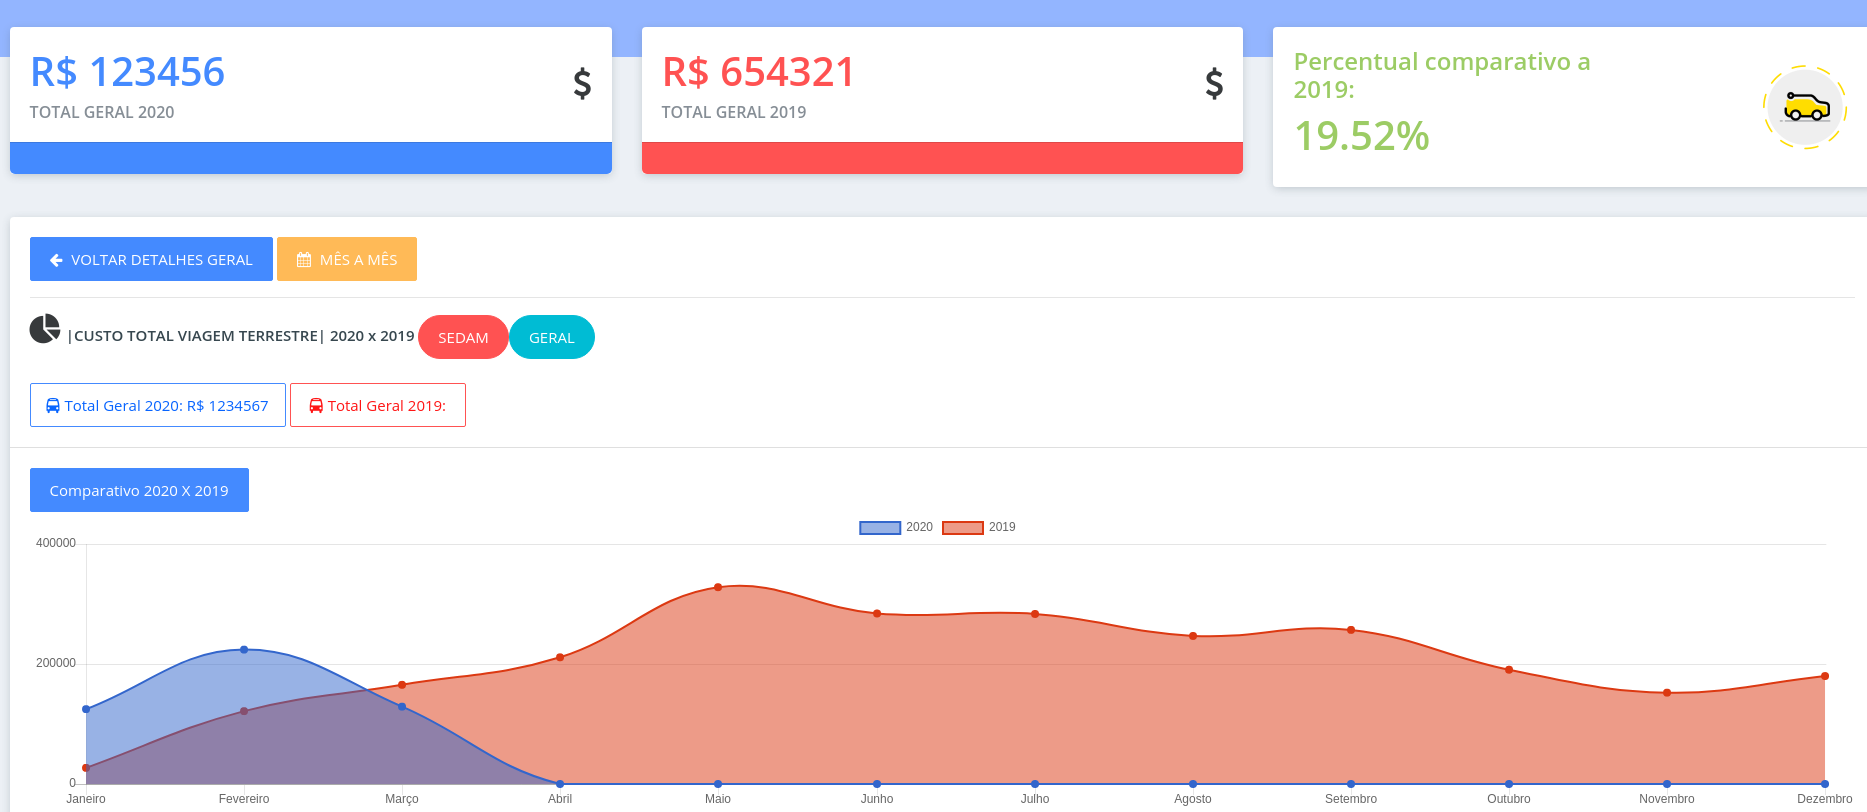 R$ 123456
TOTAL GERAL 2020
$
R$ 654321
TOTAL GERAL 2019
$
Percentual comparativo a
2019:
19.52%
VOLTAR DETALHES GERAL
MÊS A MÊS
|CUSTO TOTAL VIAGEM TERRESTRE| 2020 x 2019
SEDAM
GERAL
Total Geral 2020: R$ 1234567
Total Geral 2019:
Comparativo 2020 X 2019
2020
2019
400000
200000
0
Janeiro
Fevereiro
Março
Abril
Maio
Junho
Julho
Agosto
Setembro
Outubro
Novembro
Dezembro